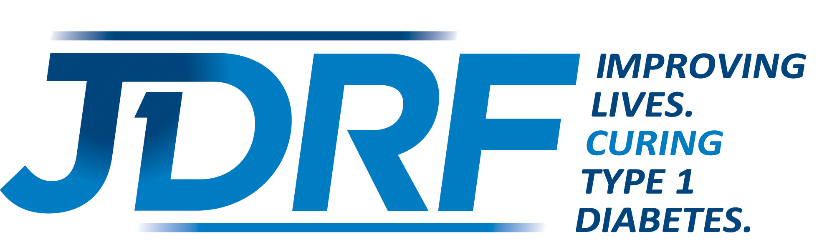 JDRF
IMPROVING
LIVES.
CURING
TYPE 1
DIABETES.